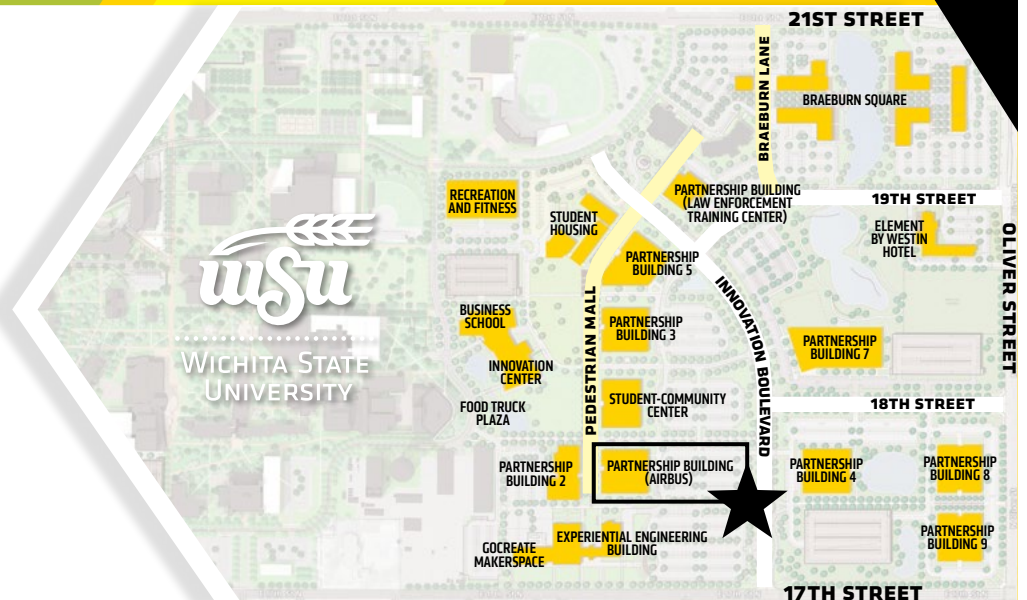 21ST STREET
BRAEBURN LANE
BRAEBURN SQUARE
RECREATION
AND FITNESS
STUDENT
HOUSING
PARTNERSHIP BUILDING
(LAW ENFORCEMENT
TRAINING CENTER)
19TH STREET
ELEMENT
BY WESTIN
HOTEL
OLIVER STREET
PARTNERSHIP
BUILDING 5
wsu
WICHITA STATE
UNIVERSITY
BUSINESS
SCHOOL
INNOVATION
CENTER
FOOD TRUCK
PLAZA
PEDESTRIAN MALL
PARTNERSHIP
BUILDING 3
INNOVATION BOULEVARD
PARTNERSHIP
BUILDING 7
STUDENT-COMMUNITY
CENTER
18TH STREET
PARTNERSHIP
BUILDING 2
PARTNERSHIP BUILDING
(AIRBUS)
PARTNERSHIP
BUILDING 4
PARTNERSHIP
BUILDING 8
PARTNERSHIP
BUILDING 9
EXPERIENTIAL ENGINEERING
BUILDING
GOCREATE
MAKERSPACE
17TH STREET